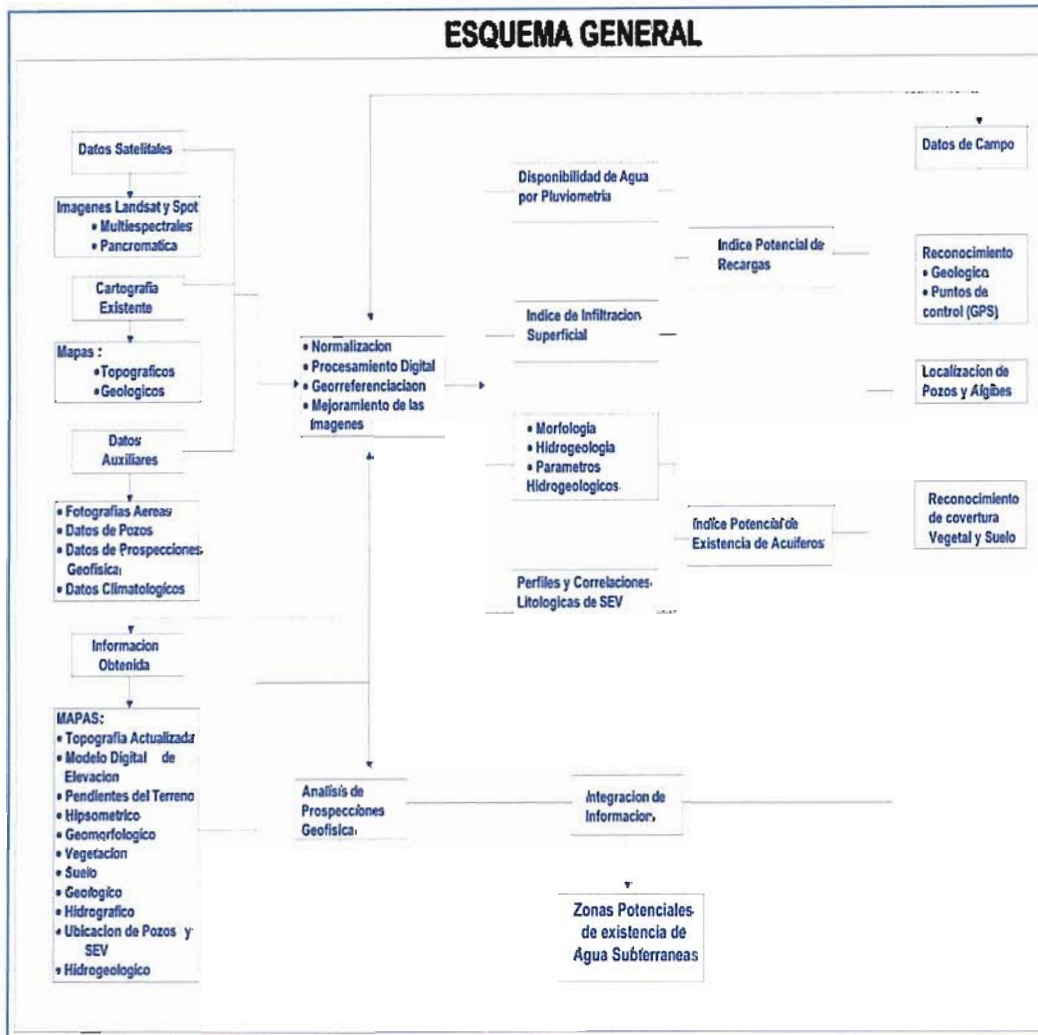 ESQUEMA GENERAL
Datos Satelitales
Imagenes Landsat y Spot
• Multiespectrales
• Pancromatica
Cartografia
Existente
Mapas :
• Topograficos
• Geologicos
Datos
Auxiliares
• Fotografias Aereas
• Datos de Pozos
• Datos de Prospecciones
Geofisica
• Datos Climatologicos
Informacion
Obtenida
MAPAS:
• Topografia Actualizada
• Modelo Digital de
Elevacion
• Pendientes del Terreno
• Hipsometrico
• Geomorfologico
• Vegetacion
• Suelo
• Geologico
• Hidrografico
• Ubicacion de Pozos y
SEV
• Hidrogeologico
• Normalizacion
• Procesamiento Digital
• Georreferenciaciaon
• Mejoramiento de las
Imagenes
Analisis de
Prospecciones
Geofisica
Disponibilidad de Agua
por Pluviometria
Indice de Infiltracion
Superficial
• Morfologia
• Hidrogeologia
• Parametros
Hidrogeologicos
Perfiles y Correlaciones
Litologicas de SEV
Indice Potencial de
Recargas
Indice Potencial de
Existencia de Acuiferos
Integracion de
Informacion
Zonas Potenciales
de existencia de
Agua Subterraneas
Datos de Campo
Reconocimiento
• Geologico
• Puntos de
control (GPS)
Localizacion de
Pozos y Algibes
Reconocimiento
de covertura
Vegetal y Suelo